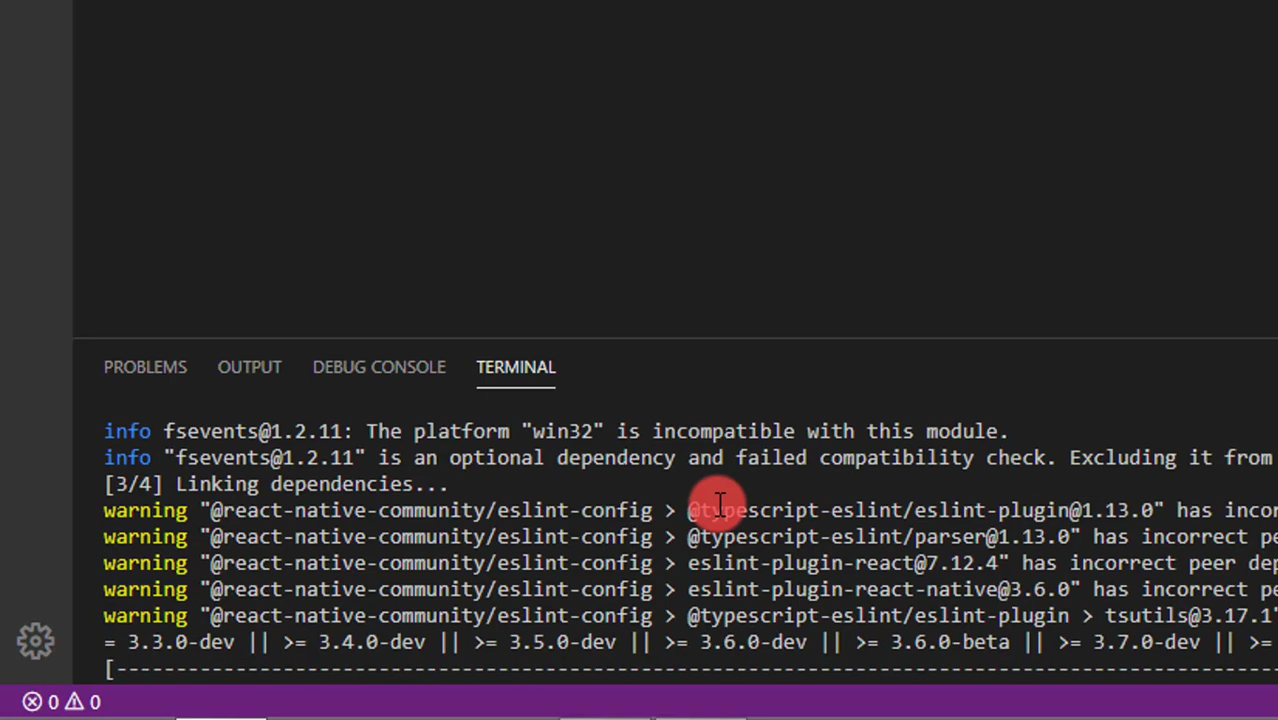 PROBLEMS OUTPUT DEBUG CONSOLE TERMINAL
info fsevents@1.2.11: The platform "win32" is incompatible with this module.
info "fsevents@1.2.11" is an optional dependency and failed compatibility check. Excluding it from
[3/4] Linking dependencies...
warning "@react-native-community/eslint-config > @typescript-eslint/eslint-plugin@1.13.0" has incor
warning "@react-native-community/eslint-config > @typescript-eslint/parser@1.13.0" has incorrect pe
warning "@react-native-community/eslint-config > eslint-plugin-react@7.12.4" has incorrect peer dep
warning "@react-native-community/eslint-config > eslint-plugin-react-native@3.6.0" has incorrect pe
warning "@react-native-community/eslint-config > @typescript-eslint/eslint-plugin > tsutils@3.17.1"
= 3.3.0-dev || >= 3.4.0-dev || >= 3.5.0-dev || >= 3.6.0-dev || >= 3.6.0-beta || >= 3.7.0-dev || >=
[--------------------------------------------------------------------------------------------------
0 0